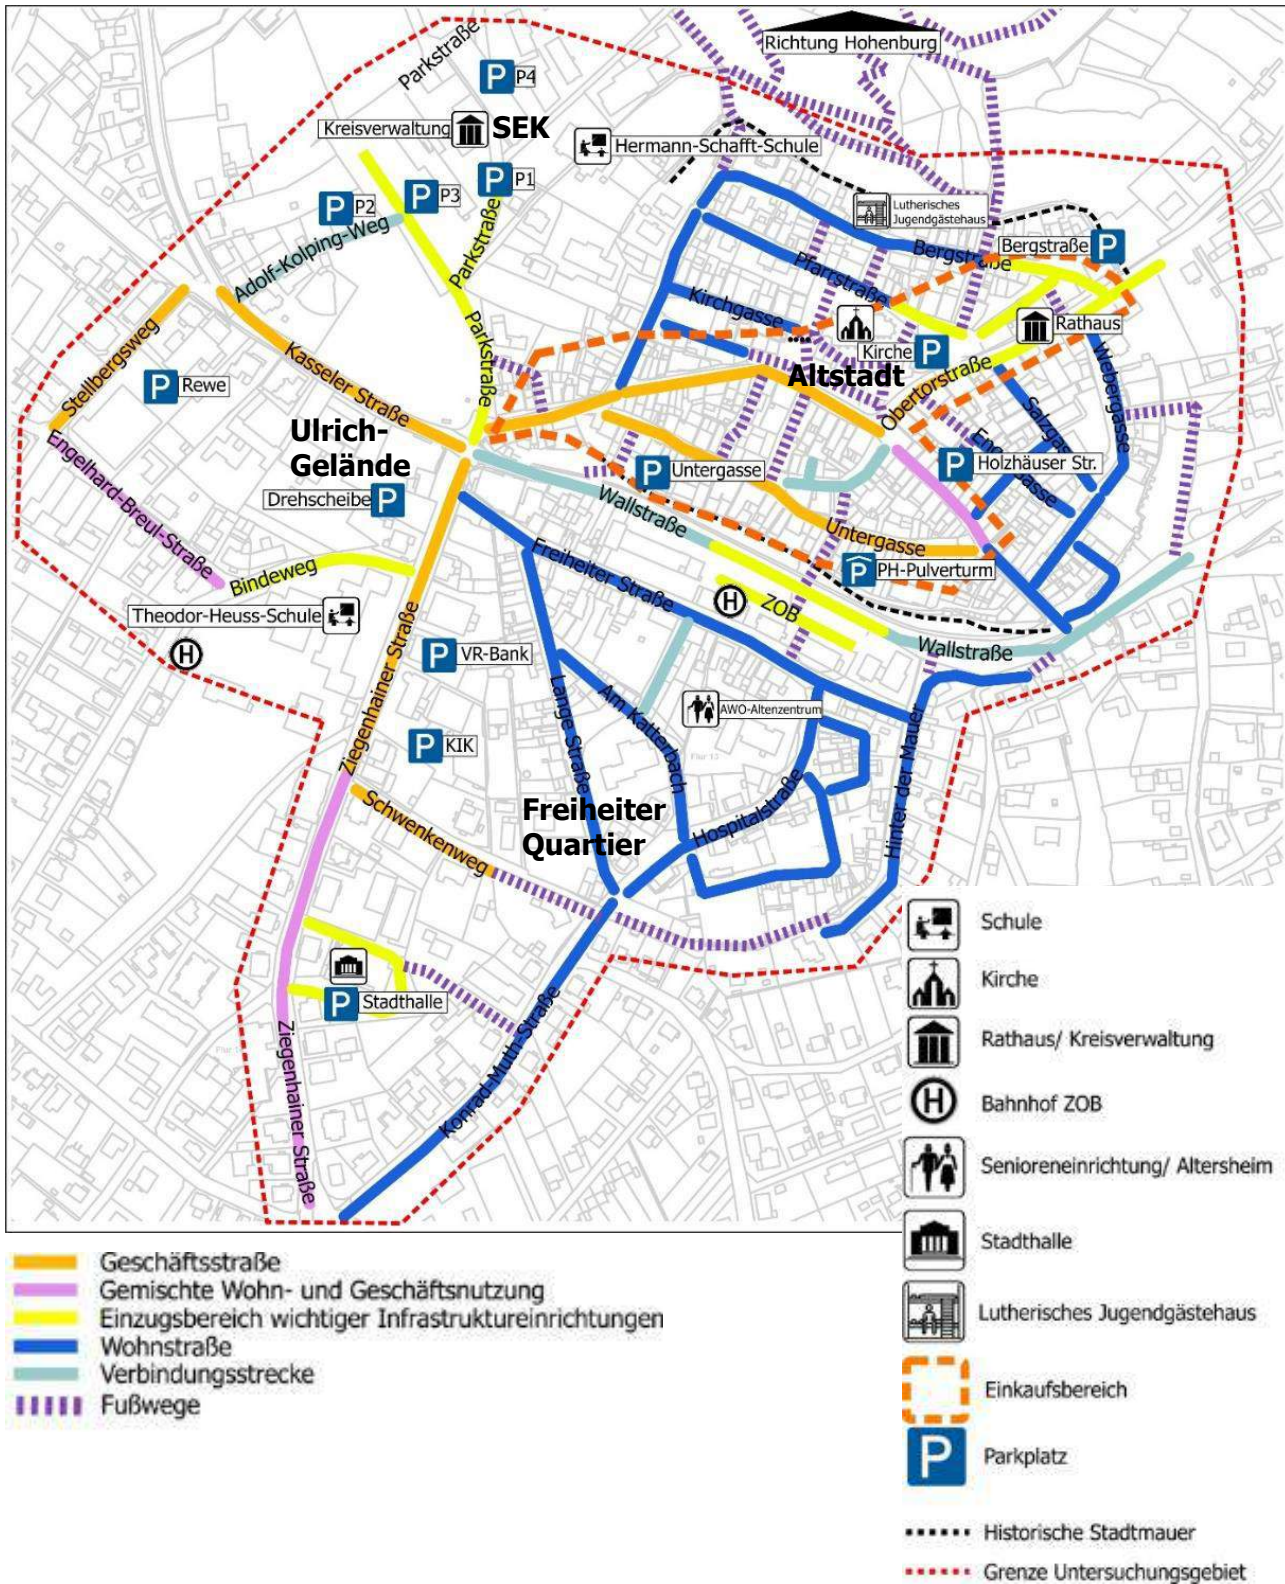 Richtung Hohenburg
Parkstraße
P4
Kreisverwaltung
SEK
Hermann-Schafft-Schule
P1
P3
P2
Lutherisches
Jugendgästehaus
Adolf-Kolping-Weg
Parkstraße
Bergstraße
Bergstraße
Pfarrstraße
Kirchgasse
Stellbergsweg
Kasseler Straße
Parkstraße
Rathaus
Kirche
Altstadt
Obertorstraße
Webergasse
Rewe
Salzgasse
Ulrich-
Gelände
Engelhard-Breul-Straße
Untergasse
Holzhäuser Str.
Drehscheibe
Wallstraße
Untergasse
Freiheiter Straße
PH-Pulverturm
Bindeweg
ZOB
Theodor-Heuss-Schule
Wallstraße
VR-Bank
Ziegenhainer Straße
Lange Straße
Am Katterbach
AWO-Altenzentrum
KIK
Hinter der Mauer
Schwenkenweg
Freiheiter
Quartier
Hospitalstraße
Stadthalle
Ziegenhainer Straße
Konrad-Muth-Straße
Schule
Kirche
Rathaus/ Kreisverwaltung
Bahnhof ZOB
Senioreneinrichtung/ Altersheim
Stadthalle
Lutherisches Jugendgästehaus
Einkaufsbereich
Parkplatz
Historische Stadtmauer
Grenze Untersuchungsgebiet
Geschäftsstraße
Gemischte Wohn- und Geschäftsnutzung
Einzugsbereich wichtiger Infrastruktureinrichtungen
Wohnstraße
Verbindungsstrecke
Fußwege